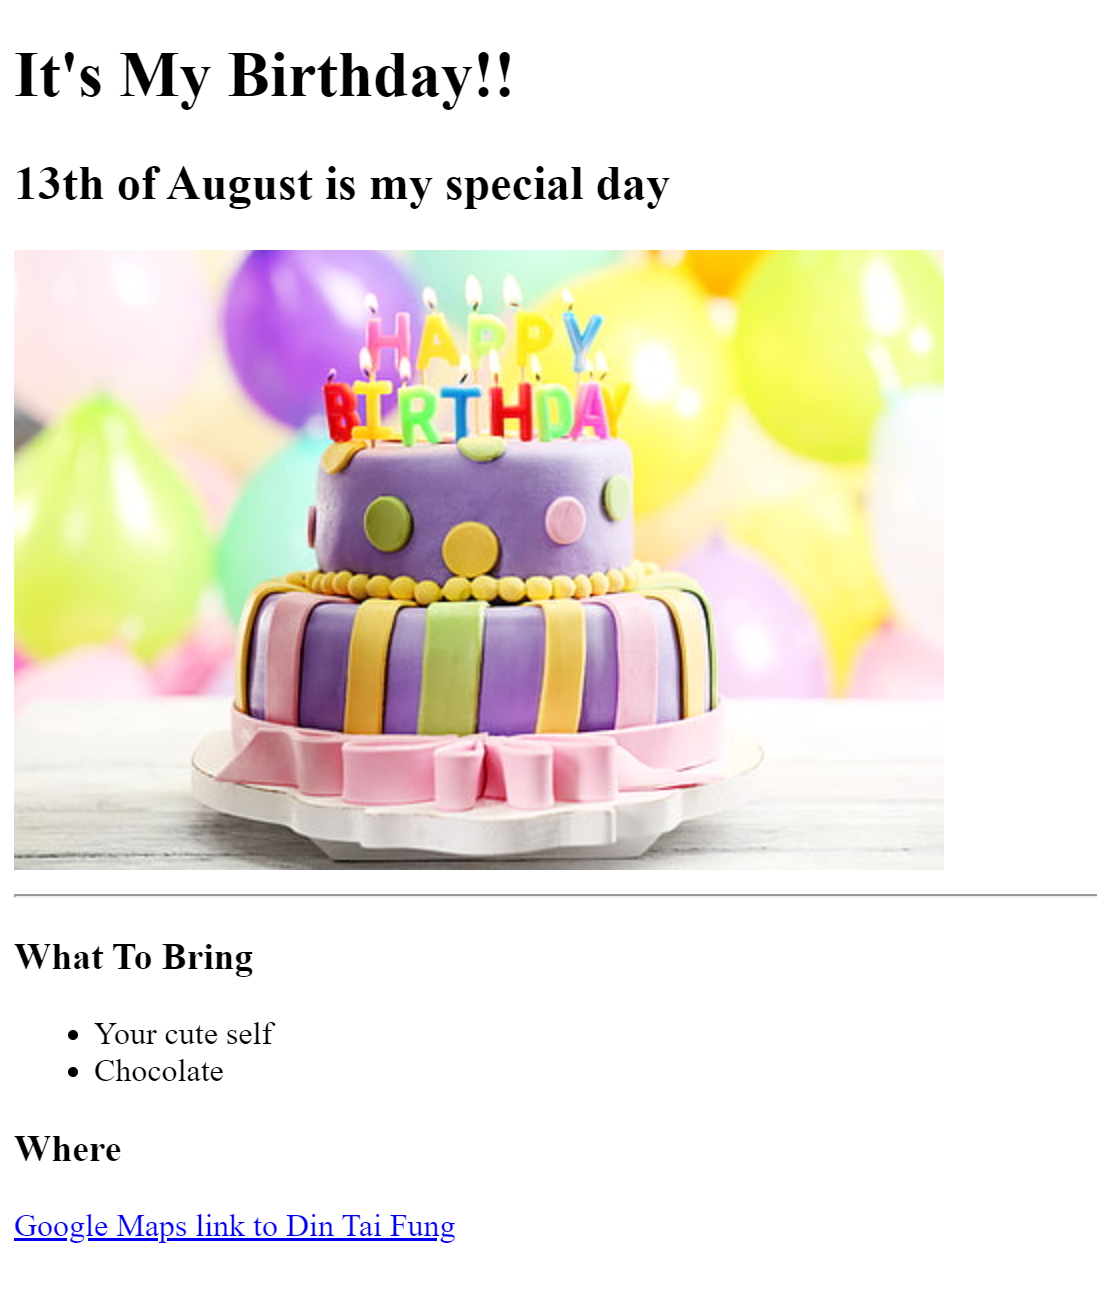 It's My Birthday!!
13th of August is my special day
HAPPY
BIRTHDAY
What To Bring
Your cute self
Chocolate
Where
Google Maps link to Din Tai Fung